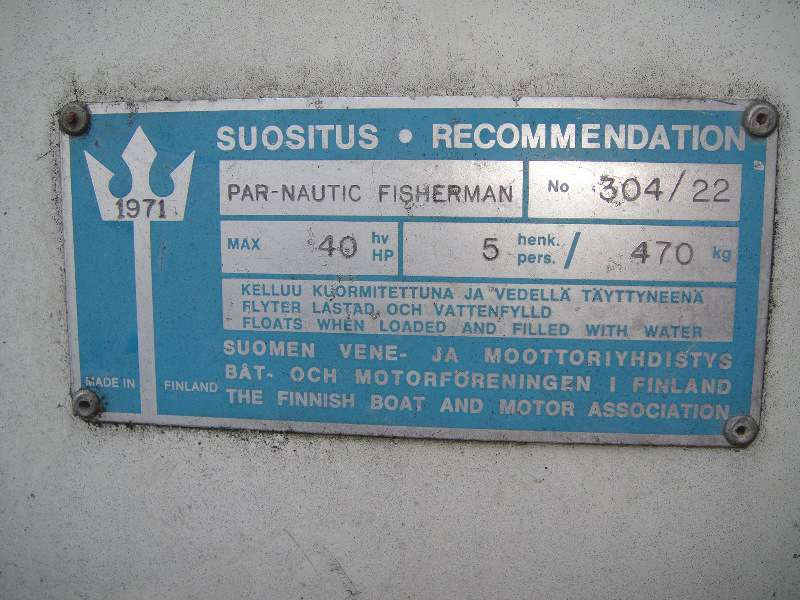 SUOSITUS • RECOMMENDATION
1971
PAR-NAUTIC FISHERMAN No 304/22
MAX 40 hv HP 5 henk. pers. / 470 kg
KELLUU KUORMITETTUNA JA VEDELLÄ TÄYTTYNEENÄ
FLYTER LASTAD OCH VATTENFYLLD
FLOATS WHEN LOADED AND FILLED WITH WATER
SUOMEN VENE- JA MOOTTORIYHDISTYS
BÅT- OCH MOTORFÖRENINGEN I FINLAND
THE FINNISH BOAT AND MOTOR ASSOCIATION
MADE IN FINLAND